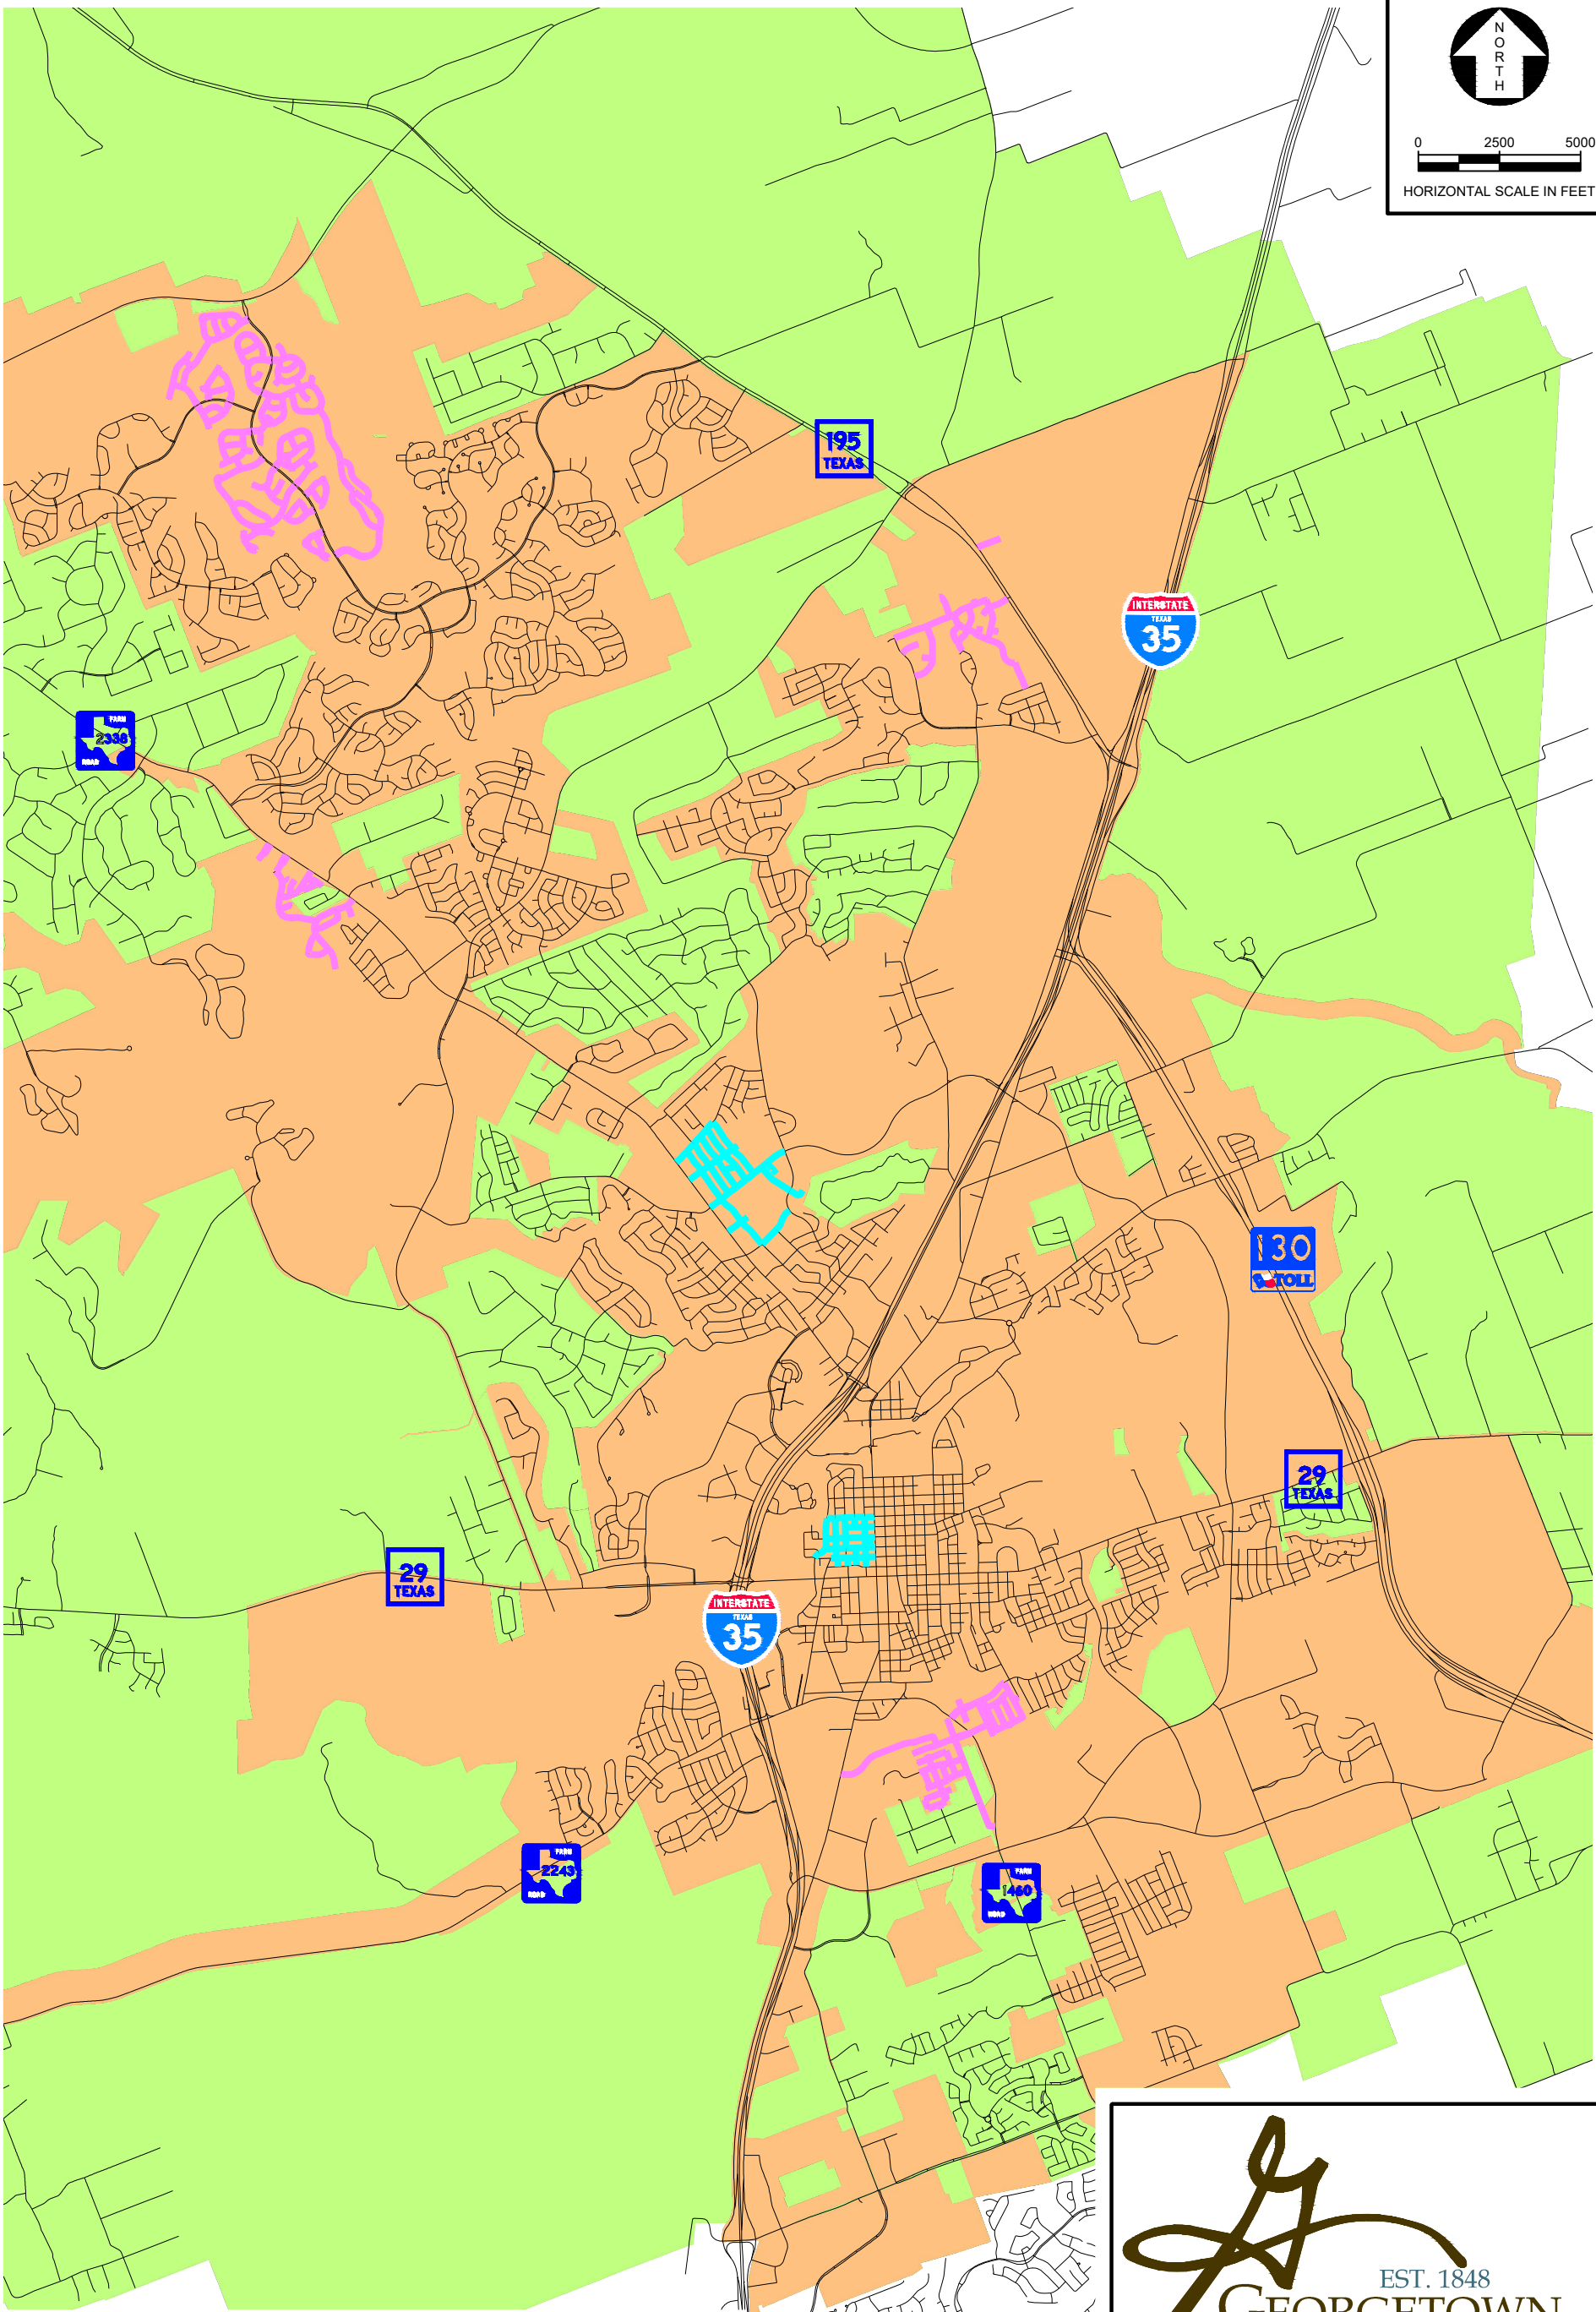 NORTH
0 2500 5000
HORIZONTAL SCALE IN FEET
195
TEXAS
INTERSTATE
TEXAS
35
FARM
2338
ROAD
130
TOLL
29
TEXAS
29
TEXAS
INTERSTATE
TEXAS
35
FARM
2243
ROAD
FARM
1460
ROAD
EST. 1848
GEORGETOWN